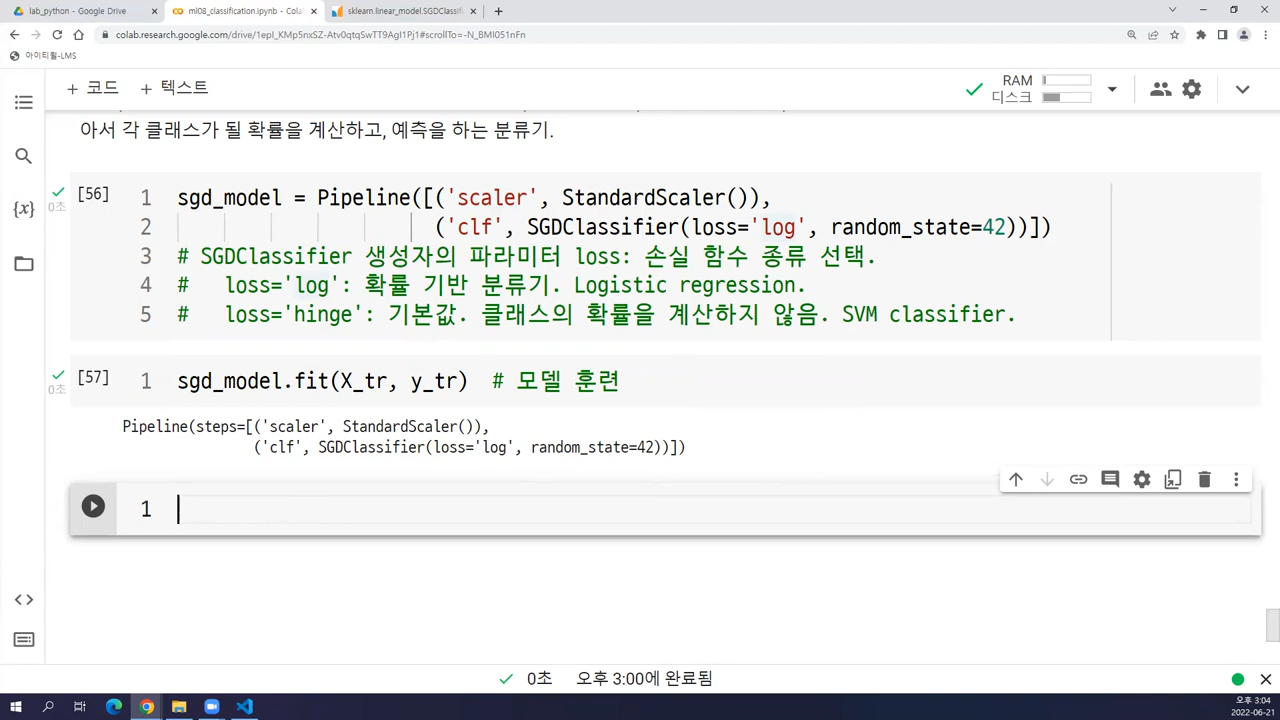 lab_python - Google Drive
ml08_classification.ipynb - Cola
sklearn.linear_model.SGDClassif
colab.research.google.com/drive/1epI_KMp5nxSZ-Atv0qtqSwTT9AgI1Pj1#scrollTo=-N_BMI051nFn
아이티윌-LMS
+ 코드 + 텍스트
RAM
디스크
아서 각 클래스가 될 확률을 계산하고, 예측을 하는 분류기.
[56]
0초
1 sgd_model = Pipeline([('scaler', StandardScaler()),
2 ('clf', SGDClassifier(loss='log', random_state=42))])
3 # SGDClassifier 생성자의 파라미터 loss: 손실 함수 종류 선택.
4 # loss='log': 확률 기반 분류기. Logistic regression.
5 # loss='hinge': 기본값. 클래스의 확률을 계산하지 않음. SVM classifier.
[57]
0초
1 sgd_model.fit(X_tr, y_tr) # 모델 훈련
Pipeline(steps=[('scaler', StandardScaler()),
('clf', SGDClassifier(loss='log', random_state=42))])
1
0초 오후 3:00에 완료됨
오후 3:04
2022-06-21